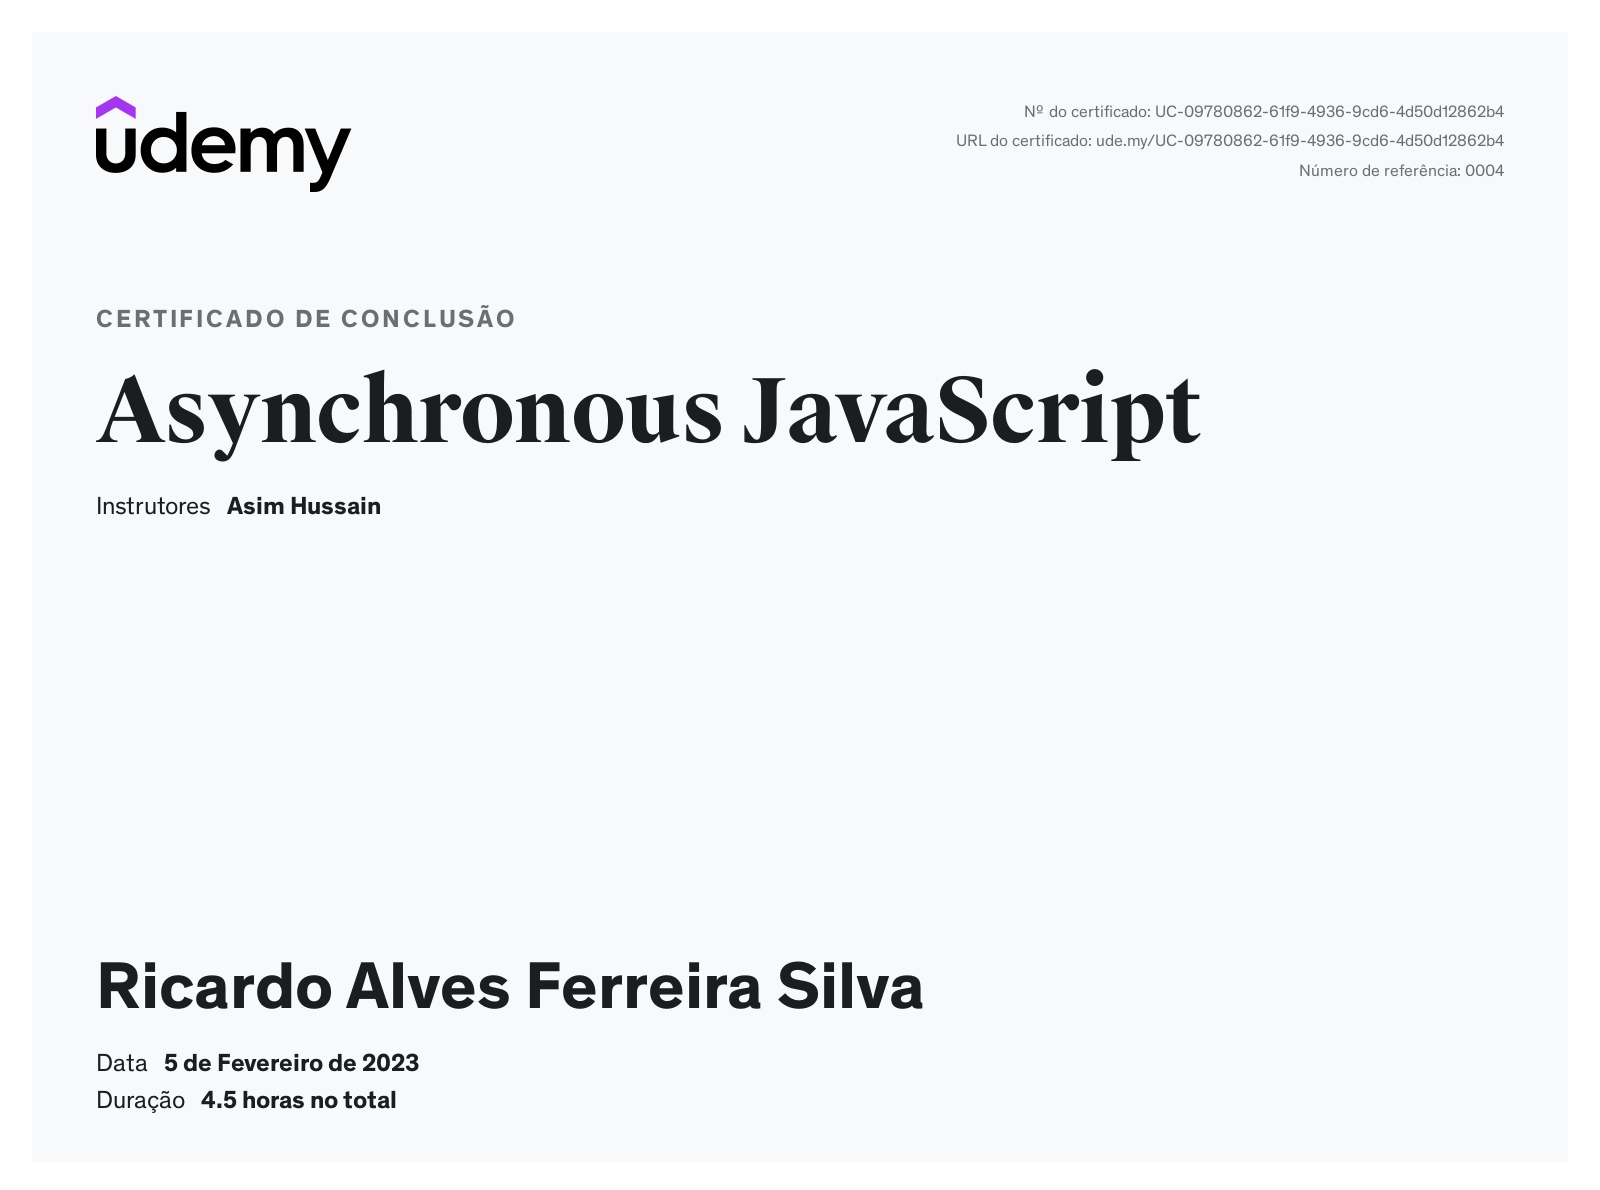 udemy
Nº do certificado: UC-09780862-61f9-4936-9cd6-4d50d12862b4
URL do certificado: ude.my/UC-09780862-61f9-4936-9cd6-4d50d12862b4
Número de referência: 0004
CERTIFICADO DE CONCLUSÃO
Asynchronous JavaScript
Instrutores Asim Hussain
Ricardo Alves Ferreira Silva
Data 5 de Fevereiro de 2023
Duração 4.5 horas no total